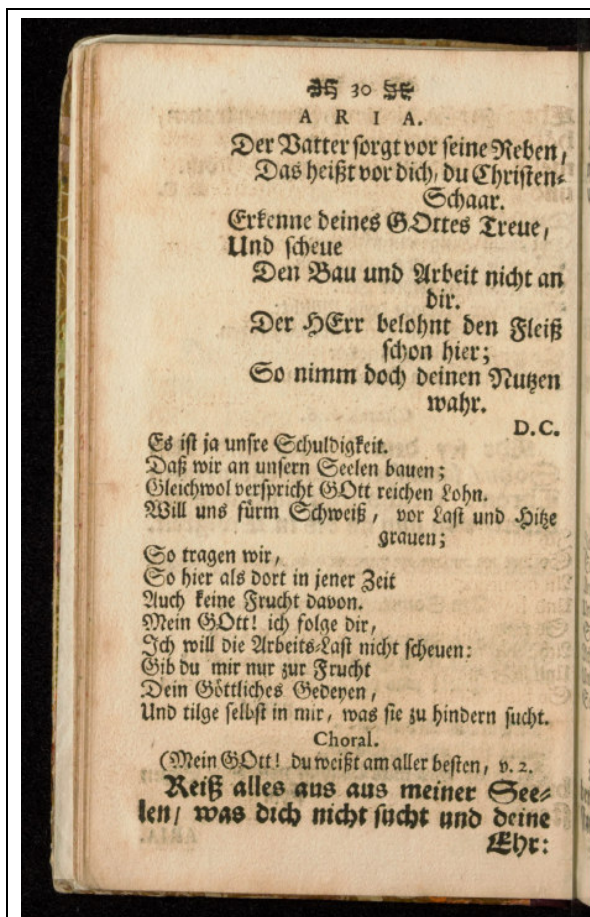 30
ARIA.
Der Vatter sorgt vor seine Reben,
Das heißt vor dich, du Christen-
Schaar.
Erkenne deines GOttes Treue,
Und scheue
Den Bau und Arbeit nicht an
dir.
Der HErr belohnt den Fleiß
schon hier;
So nimm doch deinen Nutzen
wahr.
D.C.
Es ist ja unsre Schuldigkeit.
Daß wir an unsern Seelen bauen;
Gleichwol verspricht GOtt reichen Lohn.
Will uns fürm Schweiß, vor Last und Hitze
grauen;
So tragen wir,
So hier als dort in jener Zeit
Auch keine Frucht davon.
Mein GOtt! ich folge dir,
Ich will die Arbeits-Last nicht scheuen:
Gib du mir nur zur Frucht
Dein Göttliches Gedeyen,
Und tilge selbst in mir, was sie zu hindern sucht.
Choral.
(Mein GOtt! du weißt am aller besten, v. 2.
Reiß alles aus aus meiner See-
len/ was dich nicht sucht und deine
Ehr: